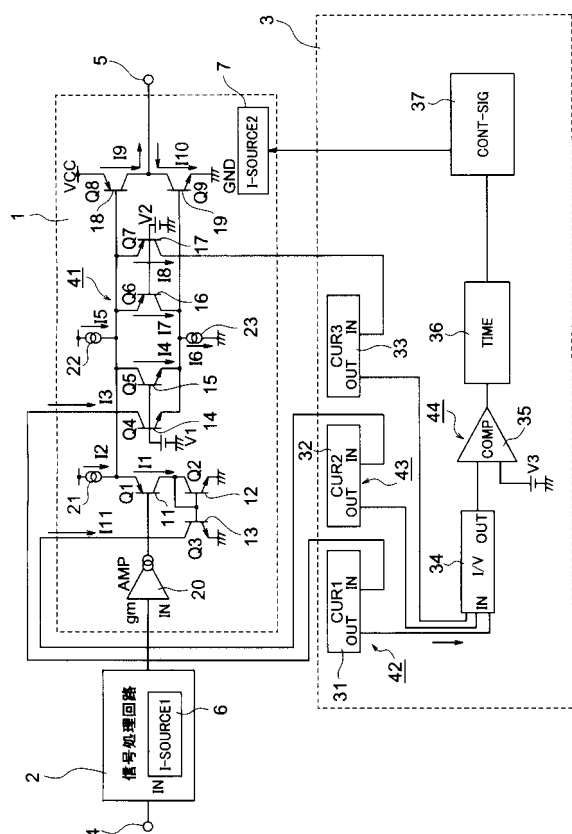 1
2
3
4
5
6
7
信号処理回路
IN
I-SOURCE1
gm
AMP
IN
20
I11
21
I2
Q1
I1
11
Q3
Q2
12
13
I3
Q4
Q5
14
15
V1
I4
22
I5
41
Q6
Q7
16
17
V2
I7
I8
I6
23
VCC
Q8
18
I9
I10
Q9
19
GND
I-SOURCE2
CUR1
OUT
IN
31
42
CUR2
OUT
IN
32
43
CUR3
OUT
IN
33
34
I/V
IN
OUT
44
COMP
35
V3
36
TIME
37
CONT-SIG